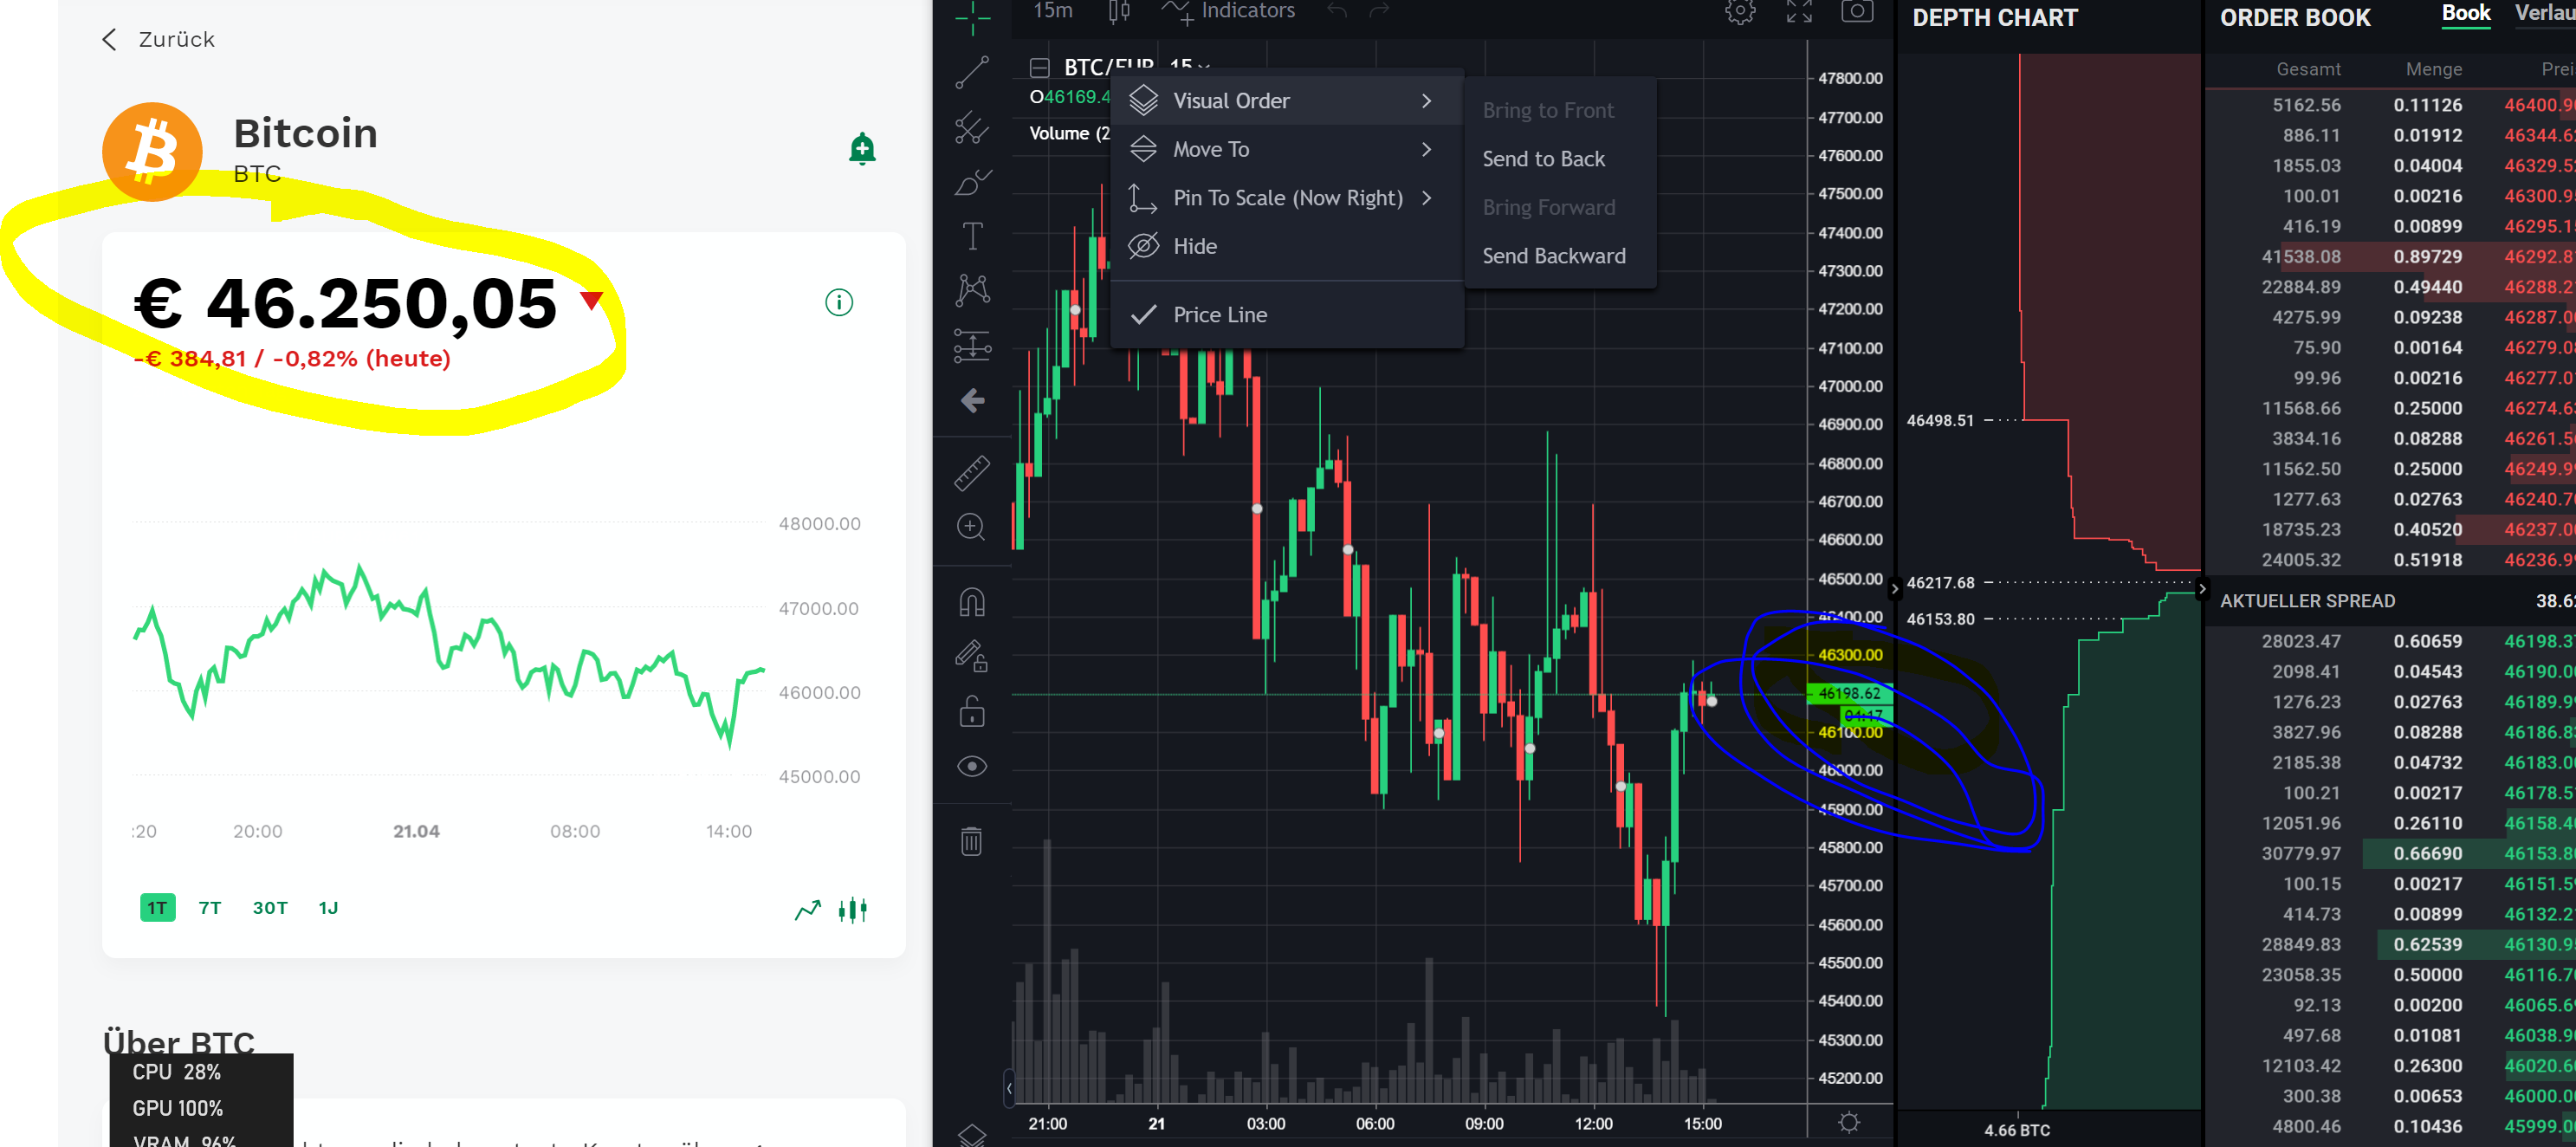 Zurück
Bitcoin
BTC
€ 46.250,05
-€ 384,81 / -0,82% (heute)
48000.00
47000.00
46000.00
45000.00
:20 20:00 21.04 08:00 14:00
1T 7T 30T 1J
Über BTC
CPU 28%
GPU 100%
VRAM 96%
15m Indicators
BTC/EUR 15
O46169.4
Volume (2
Visual Order
Move To
Pin To Scale (Now Right)
Hide
Price Line
Bring to Front
Send to Back
Bring Forward
Send Backward
47800.00
47700.00
47600.00
47500.00
47400.00
47300.00
47200.00
47100.00
47000.00
46900.00
46800.00
46700.00
46600.00
46500.00
46400.00
46300.00
46198.62
04:17
46100.00
46000.00
45900.00
45800.00
45700.00
45600.00
45500.00
45400.00
45300.00
45200.00
21:00 21 03:00 06:00 09:00 12:00 15:00
DEPTH CHART
46498.51
46217.68
46153.80
4.66 BTC
ORDER BOOK Book Verlau
Gesamt Menge Prei
5162.56 0.11126 46400.9
886.11 0.01912 46344.6
1855.03 0.04004 46329.5
100.01 0.00216 46300.9
416.19 0.00899 46295.1
41538.08 0.89729 46292.8
22884.89 0.49440 46288.2
4275.99 0.09238 46287.0
75.90 0.00164 46279.0
99.96 0.00216 46277.0
11568.66 0.25000 46274.6
3834.16 0.08288 46261.5
11562.50 0.25000 46249.9
1277.63 0.02763 46240.7
18735.23 0.40520 46237.0
24005.32 0.51918 46236.9
AKTUELLER SPREAD 38.6
28023.47 0.60659 46198.3
2098.41 0.04543 46190.0
1276.23 0.02763 46189.9
3827.96 0.08288 46186.8
2185.38 0.04732 46183.0
100.21 0.00217 46178.5
12051.96 0.26110 46158.4
30779.97 0.66690 46153.8
100.15 0.00217 46151.5
414.73 0.00899 46132.2
28849.83 0.62539 46130.9
23058.35 0.50000 46116.7
92.13 0.00200 46065.6
497.68 0.01081 46038.9
12103.42 0.26300 46020.6
300.38 0.00653 46000.0
4800.46 0.10436 45999.0